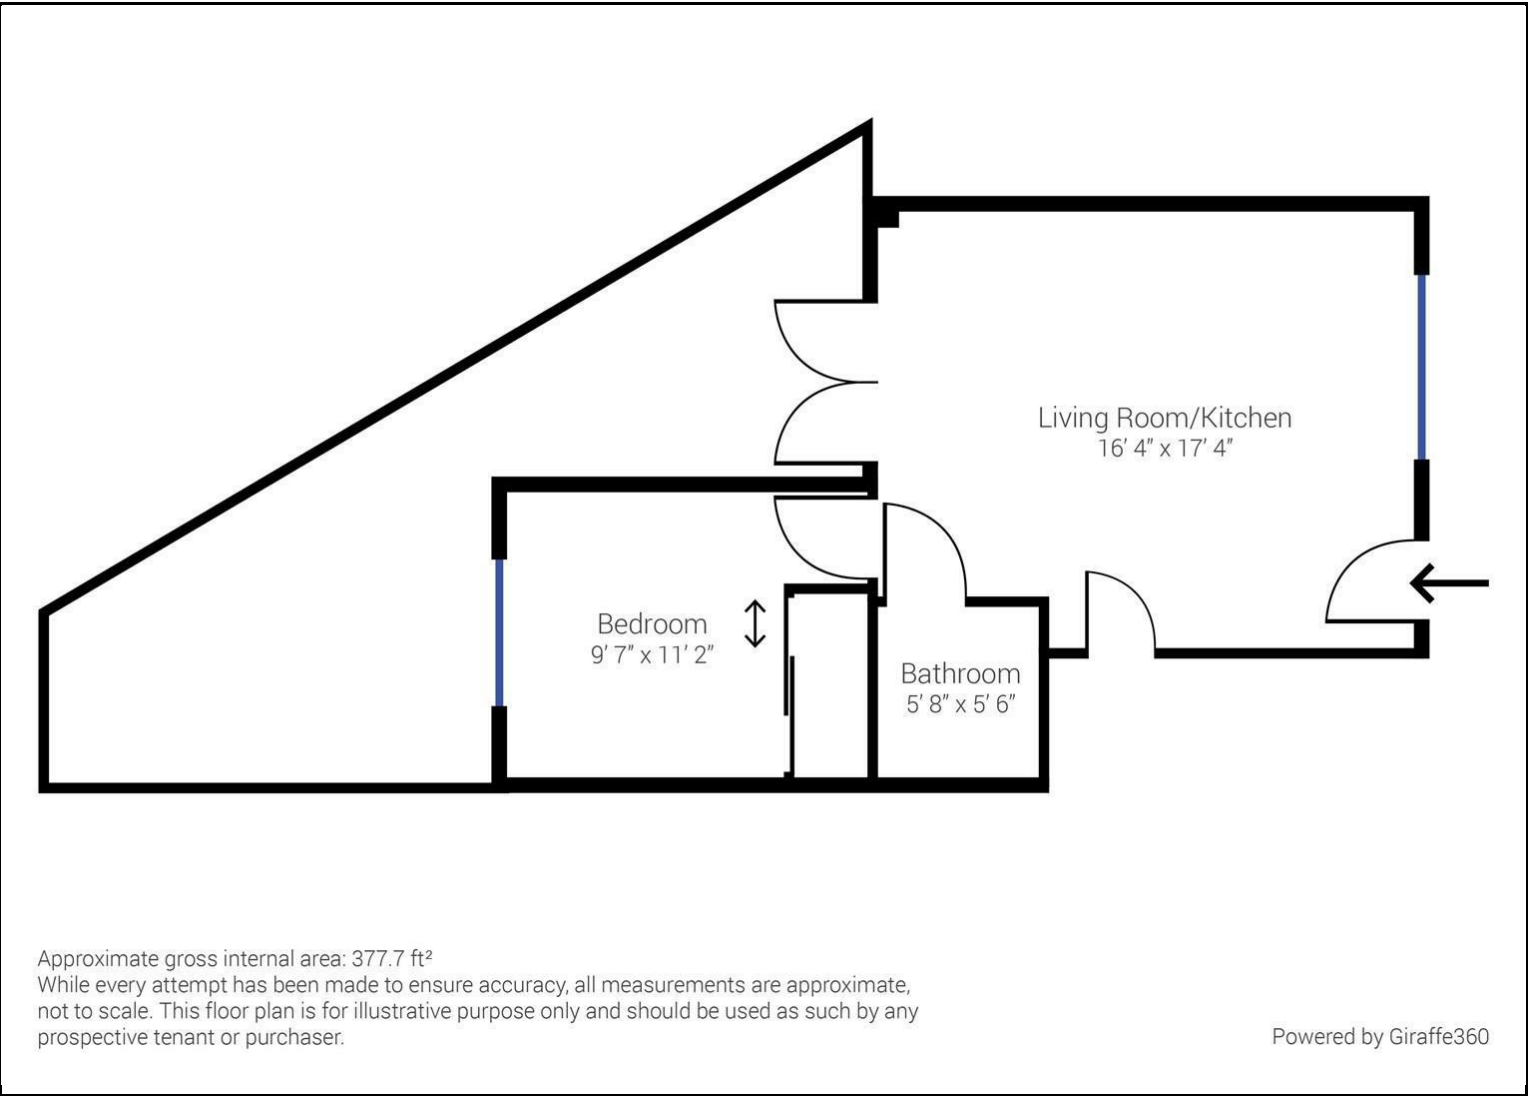 Living Room/Kitchen
16' 4" x 17' 4"
Bedroom
9' 7" x 11' 2"
Bathroom
5' 8" x 5' 6"
Approximate gross internal area: 377.7 ft²
While every attempt has been made to ensure accuracy, all measurements are approximate,
not to scale. This floor plan is for illustrative purpose only and should be used as such by any
prospective tenant or purchaser.
Powered by Giraffe360